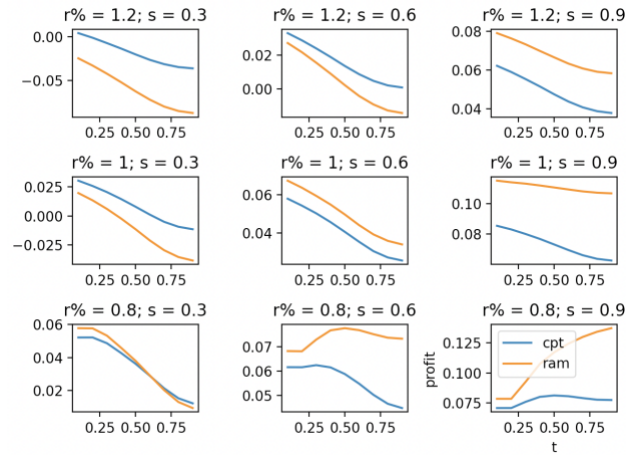 r% = 1.2; s = 0.3
r% = 1.2; s = 0.6
r% = 1.2; s = 0.9
0.00
−0.05
0.25 0.50 0.75
0.02
0.00
0.25 0.50 0.75
0.08
0.06
0.04
0.25 0.50 0.75
r% = 1; s = 0.3
r% = 1; s = 0.6
r% = 1; s = 0.9
0.025
0.000
−0.025
0.25 0.50 0.75
0.06
0.04
0.25 0.50 0.75
0.10
0.08
0.25 0.50 0.75
r% = 0.8; s = 0.3
r% = 0.8; s = 0.6
r% = 0.8; s = 0.9
0.06
0.04
0.02
0.25 0.50 0.75
0.07
0.06
0.05
0.25 0.50 0.75
profit
0.125
0.100
0.075
cpt
ram
0.25 0.50 0.75
t